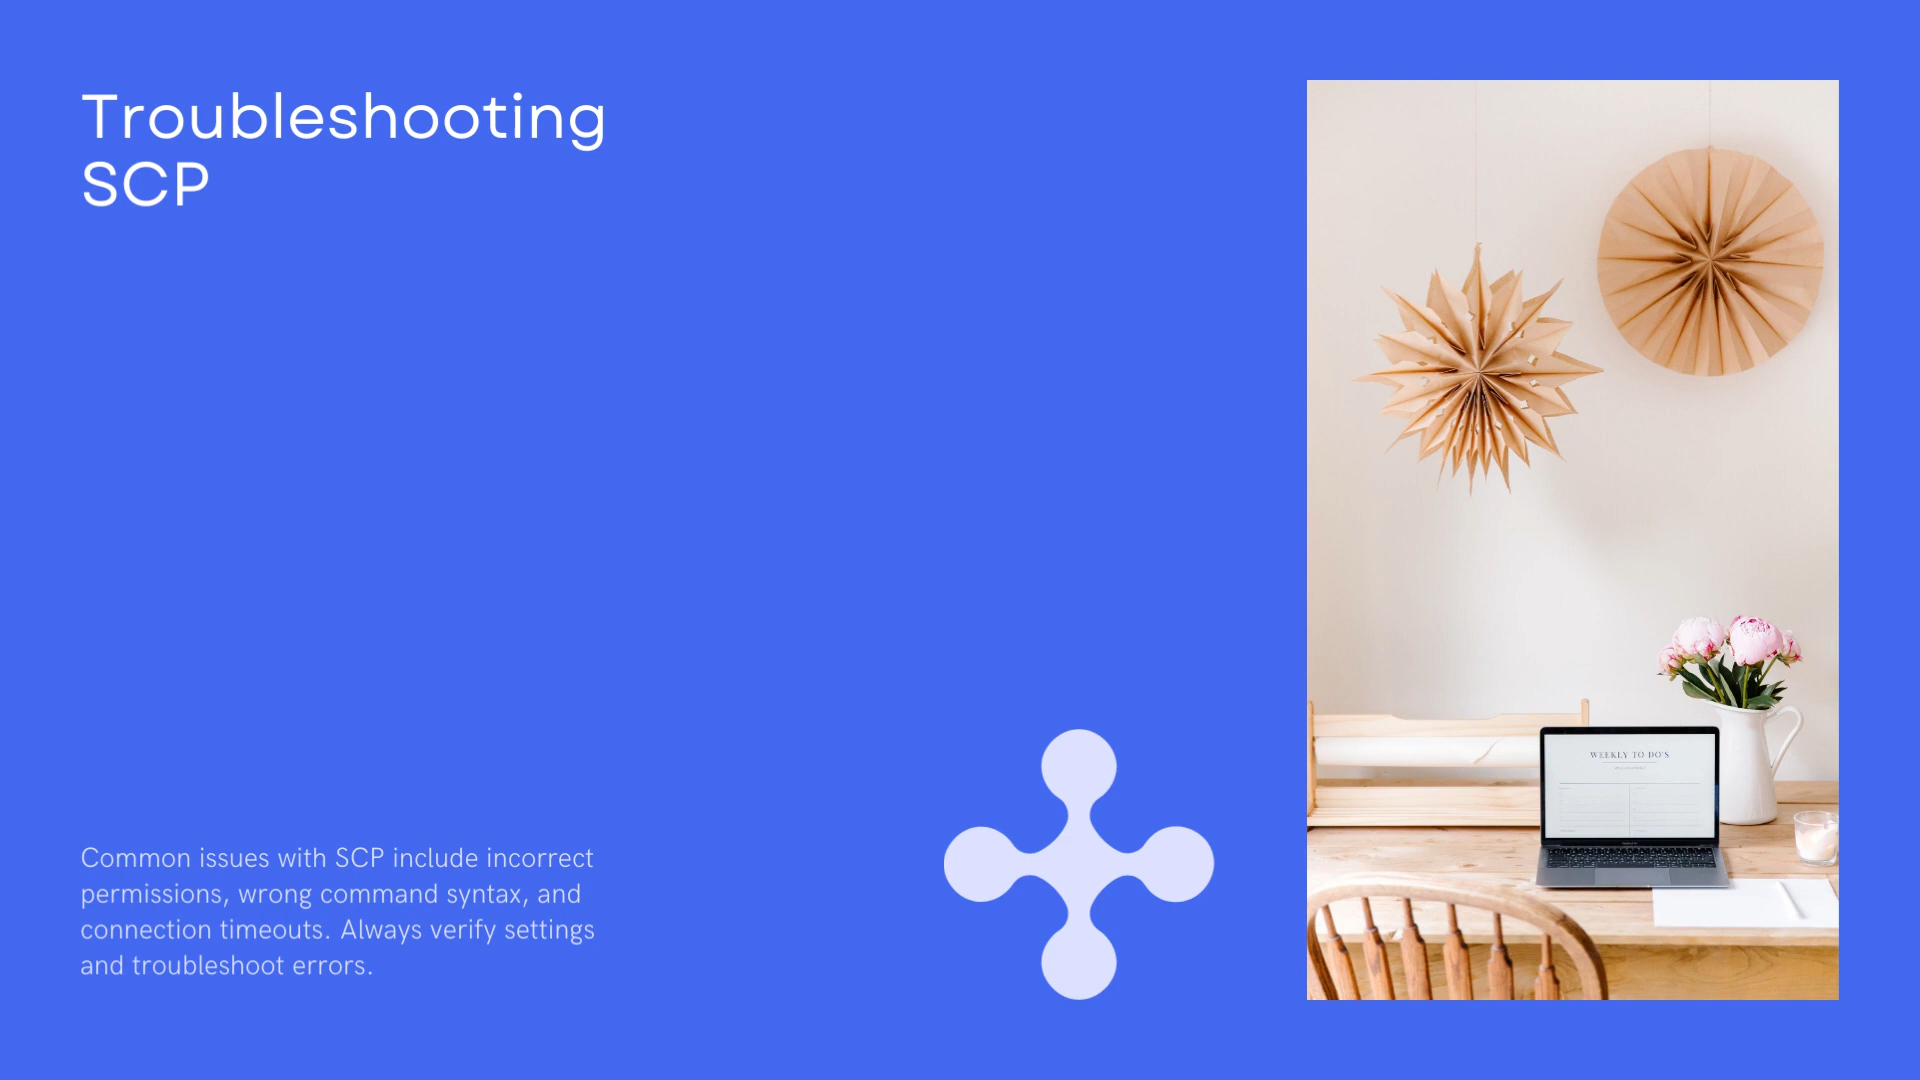 Troubleshooting
SCP
Common issues with SCP include incorrect
permissions, wrong command syntax, and
connection timeouts. Always verify settings
and troubleshoot errors.
WEEKLY TO DO'S